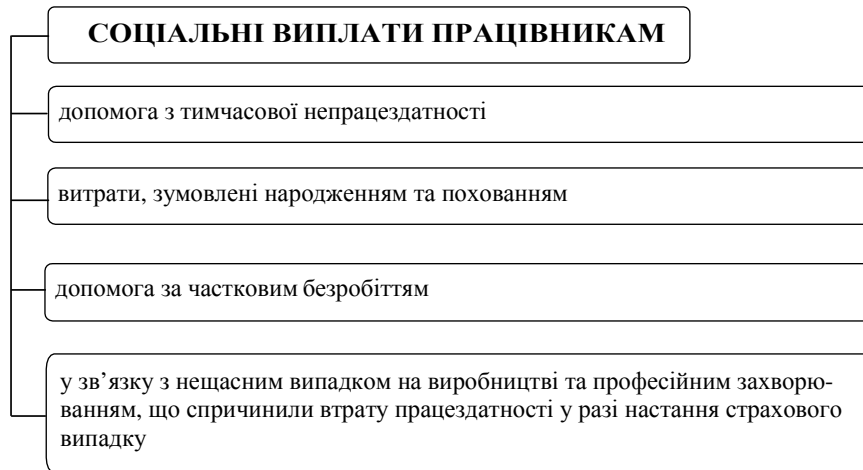 СОЦІАЛЬНІ ВИПЛАТИ ПРАЦІВНИКАМ
допомога з тимчасової непрацездатності
витрати, зумовлені народженням та похованням
допомога за частковим безробіттям
у зв’язку з нещасним випадком на виробництві та професійним захворю-
ванням, що спричинили втрату працездатності у разі настання страхового
випадку